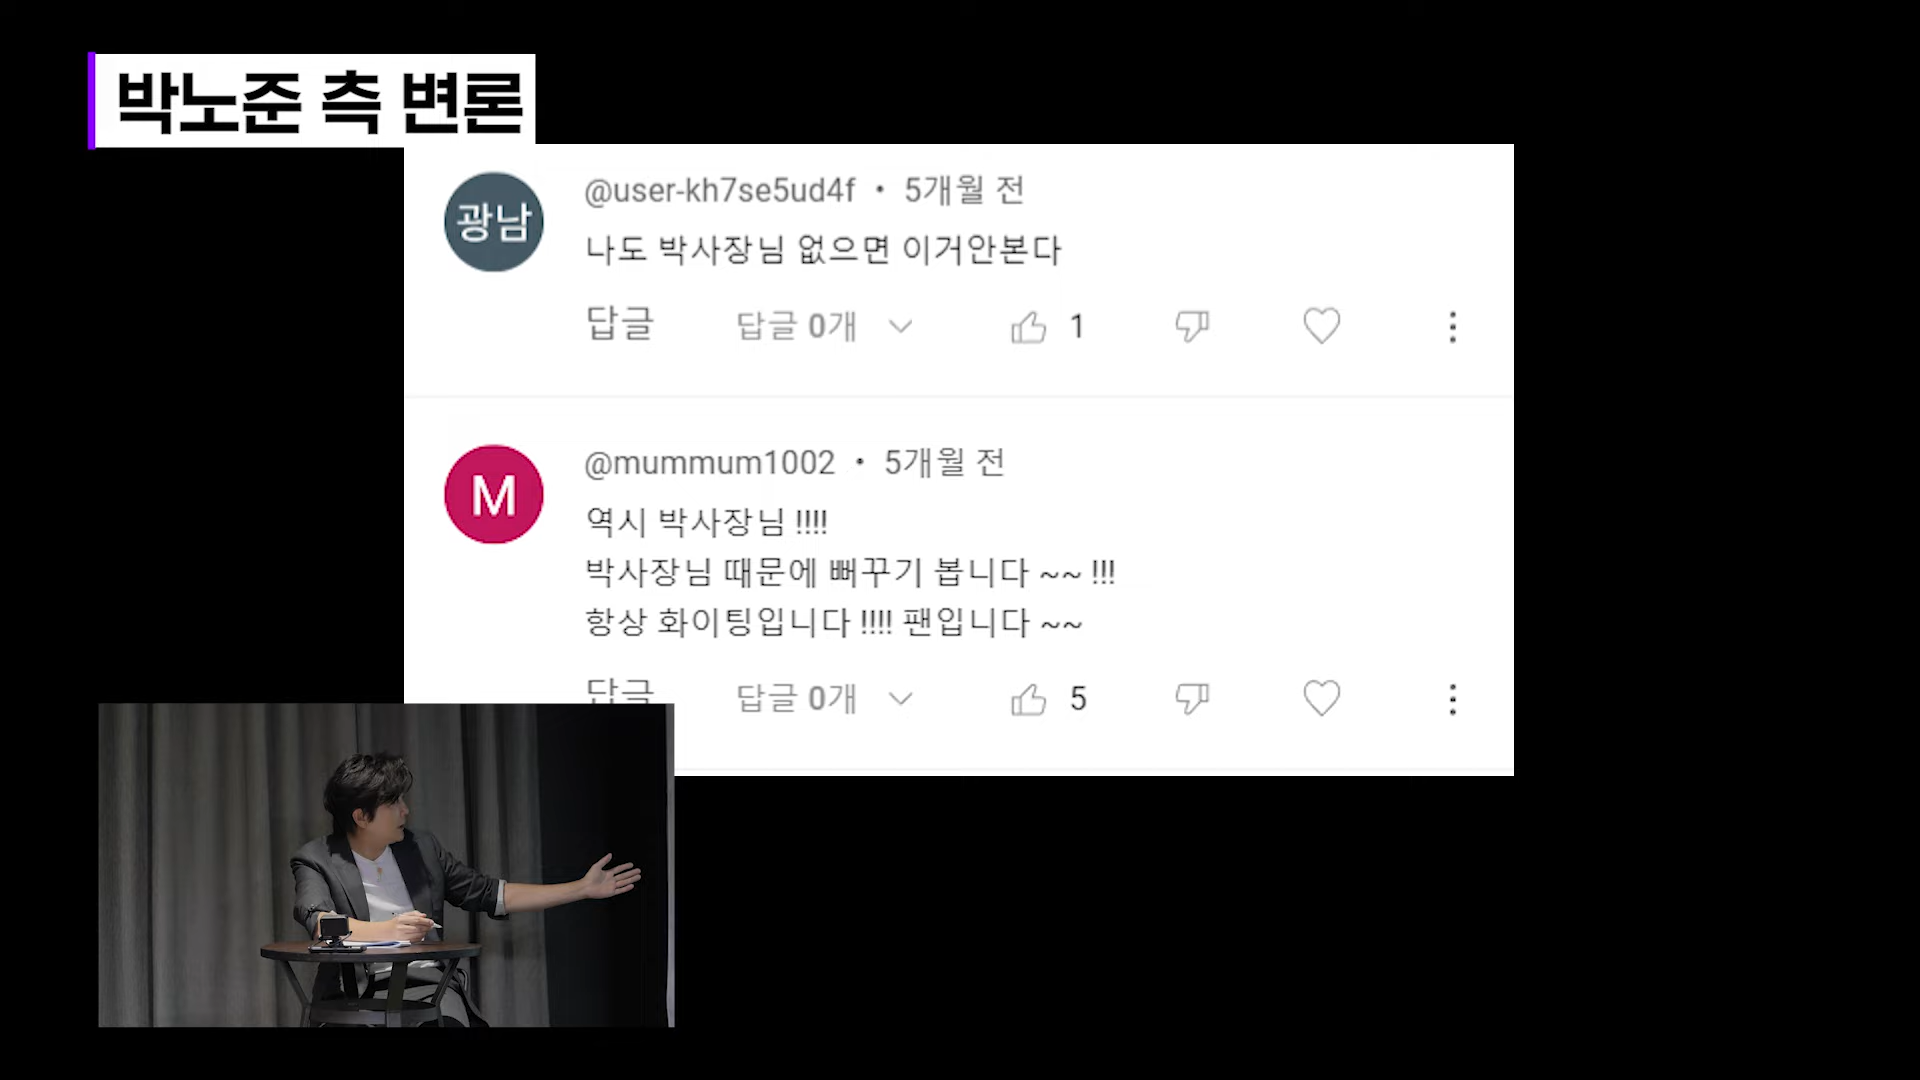 박노준 측 변론
광남
@user-kh7se5ud4f • 5개월 전
나도 박사장님 없으면 이거안본다
답글 답글 0개 1
M
@mummum1002 • 5개월 전
역시 박사장님 !!!!
박사장님 때문에 뻐꾸기 봅니다 ~~ !!!
항상 화이팅입니다 !!!! 팬입니다 ~~
답글 답글 0개 5